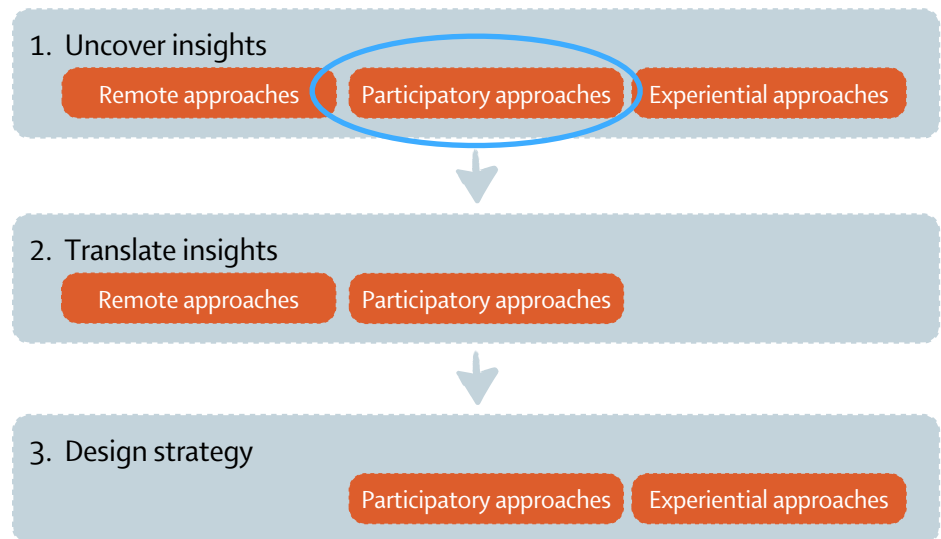 1. Uncover insights
Remote approaches Participatory approaches Experiential approaches
2. Translate insights
Remote approaches Participatory approaches
3. Design strategy
Participatory approaches Experiential approaches